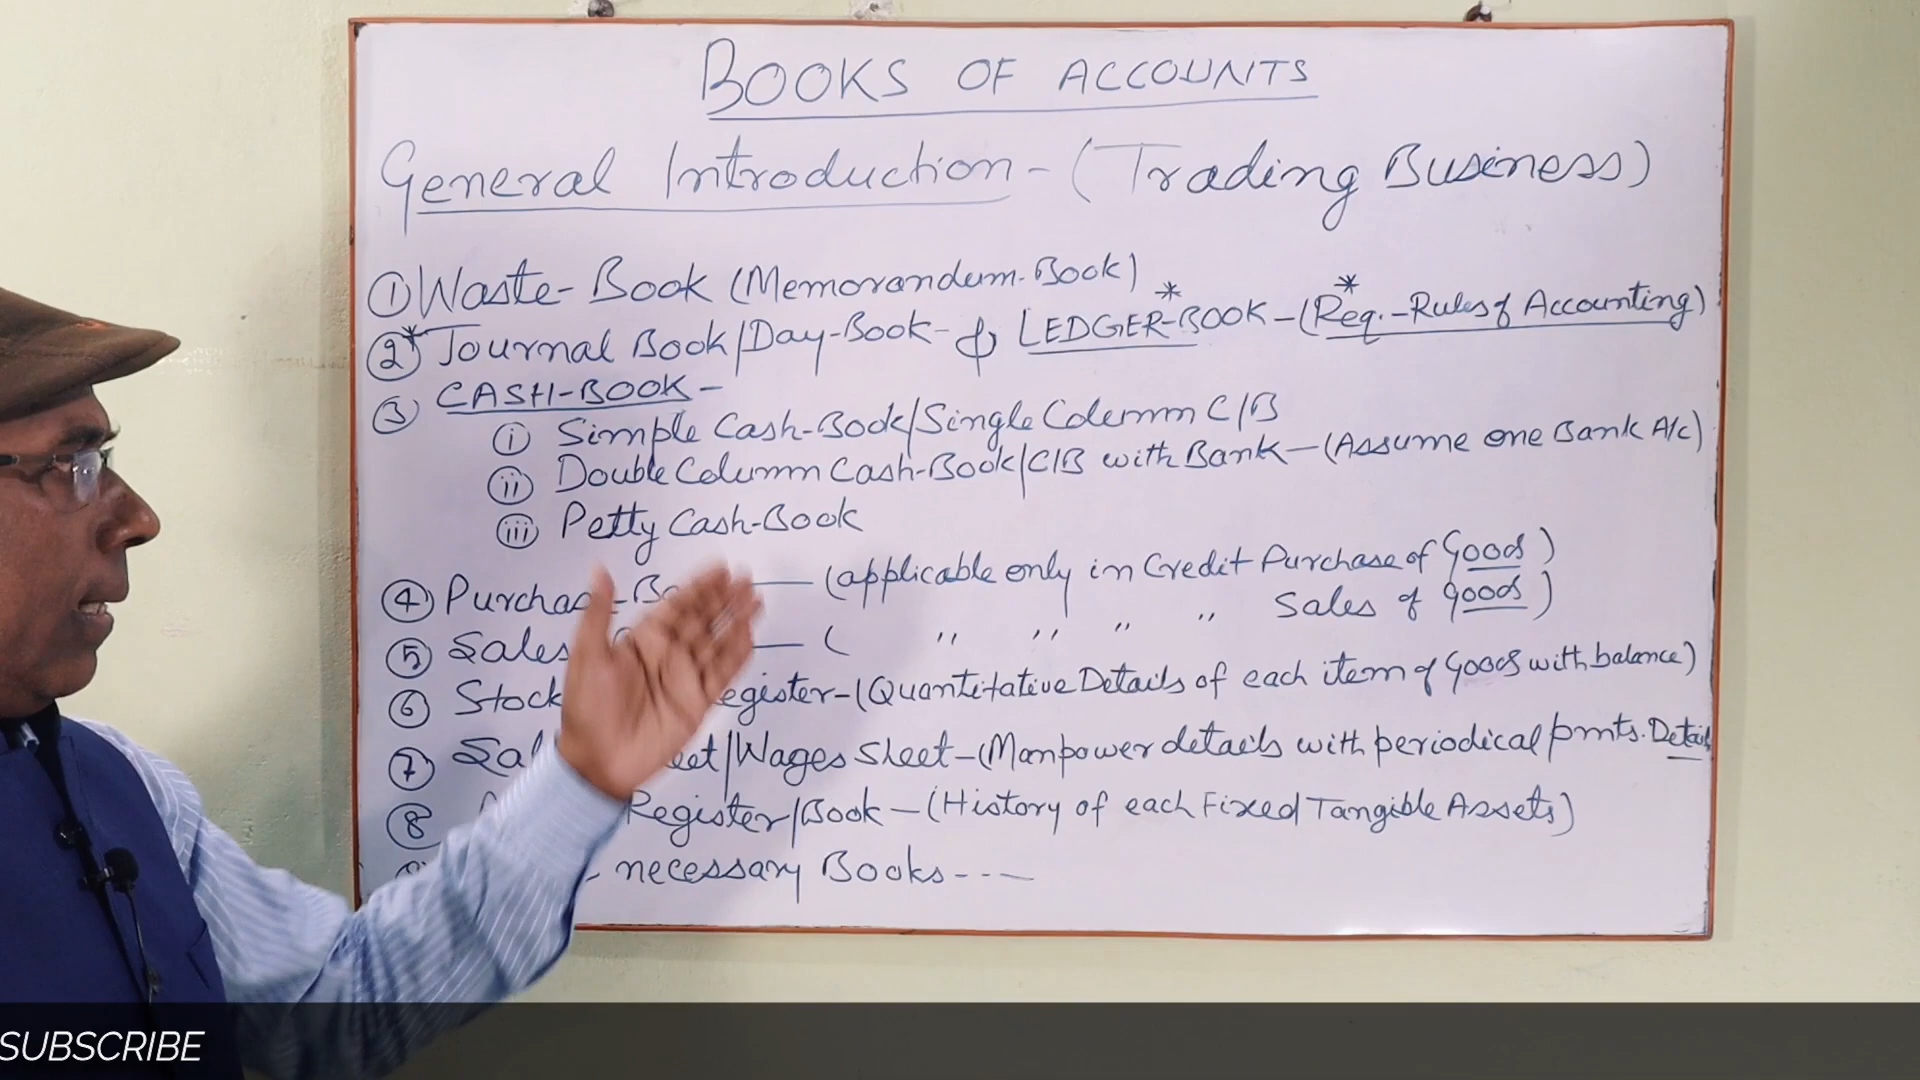 BOOKS OF ACCOUNTS
General Introduction - (Trading Business)
① Waste-Book (Memorandum-Book)
②* Journal Book/Day-Book- & LEDGER-BOOK* - (Req.*-Rules of Accounting)
③ CASH-BOOK -
ⓘ Simple Cash-Book/Single Column C/B
ⓘⓘ Double Column Cash-Book/C/B with Bank - (Assume one Bank A/c)
ⓘⓘⓘ Petty Cash-Book
④ Purchas — (applicable only in Credit Purchase of Goods)
⑤ Sales — ( " " " " Sales of goods)
⑥ Stock egister-(Quantitative Details of each item of Goods with balance)
⑦ Sal eet/Wages Sheet-(Manpower details with periodical pmts. Detail
⑧ Register/Book - (History of each Fixed Tangible Assets)
- necessary Books ---
SUBSCRIBE